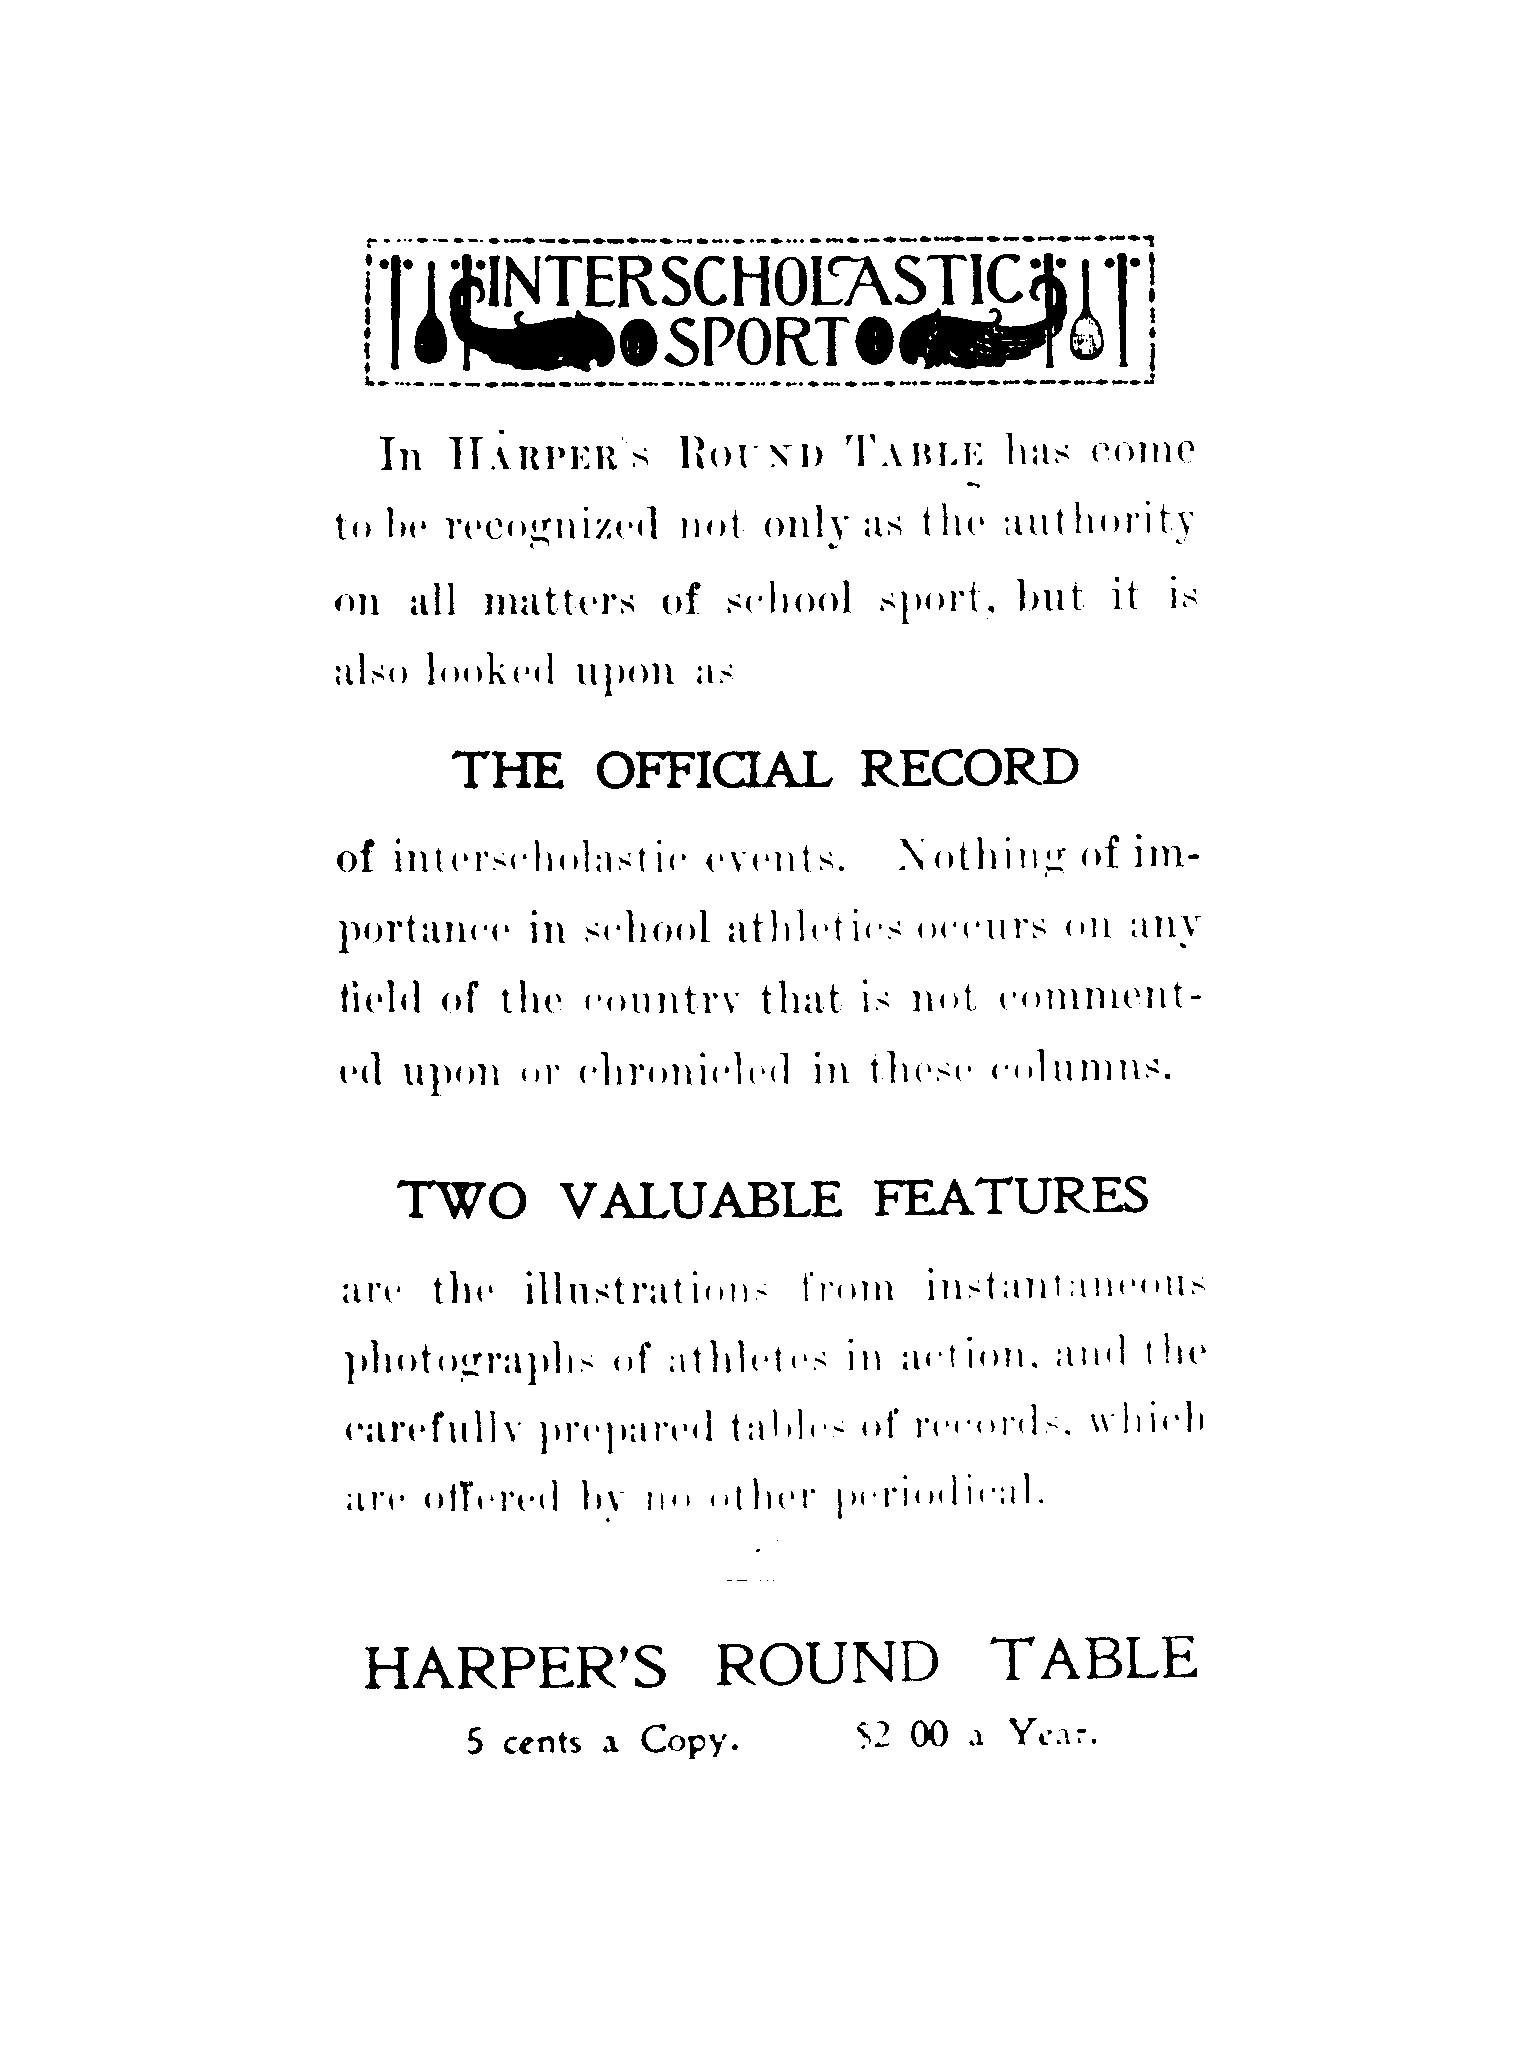 INTERSCHOLASTIC
SPORT
In HARPER'S ROUND TABLE has come
to be recognized not only as the authority
on all matters of school sport, but it is
also looked upon as
THE OFFICIAL RECORD
of interscholastic events. Nothing of im-
portance in school athletics occurs on any
field of the country that is not comment-
ed upon or chronicled in these columns.
TWO VALUABLE FEATURES
are the illustrations from instantaneous
photographs of athletes in action, and the
carefully prepared tables of records, which
are offered by no other periodical.
HARPER'S ROUND TABLE
5 cents a Copy. $2 00 a Year.